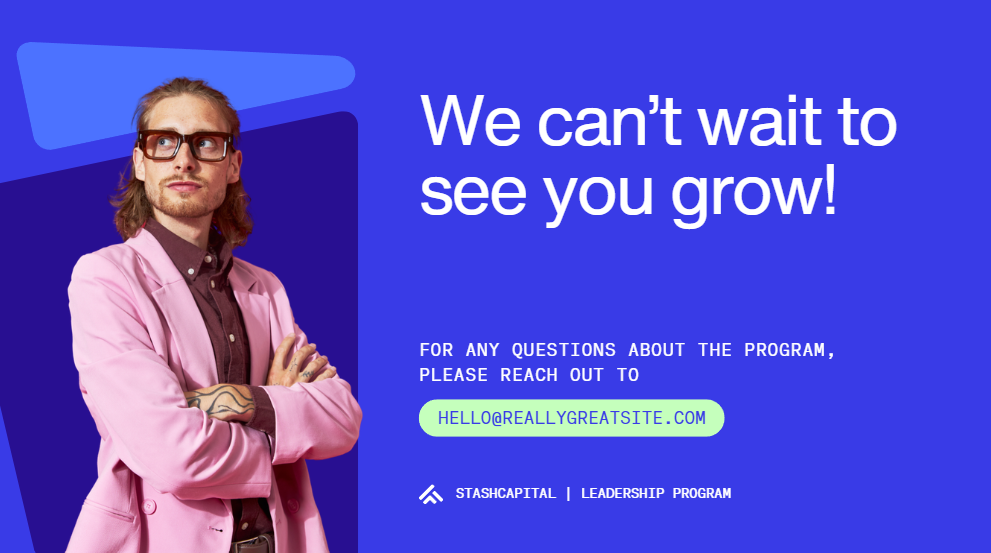 We can’t wait to
see you grow!
FOR ANY QUESTIONS ABOUT THE PROGRAM,
PLEASE REACH OUT TO
HELLO@REALLYGREATSITE.COM
STASHCAPITAL | LEADERSHIP PROGRAM